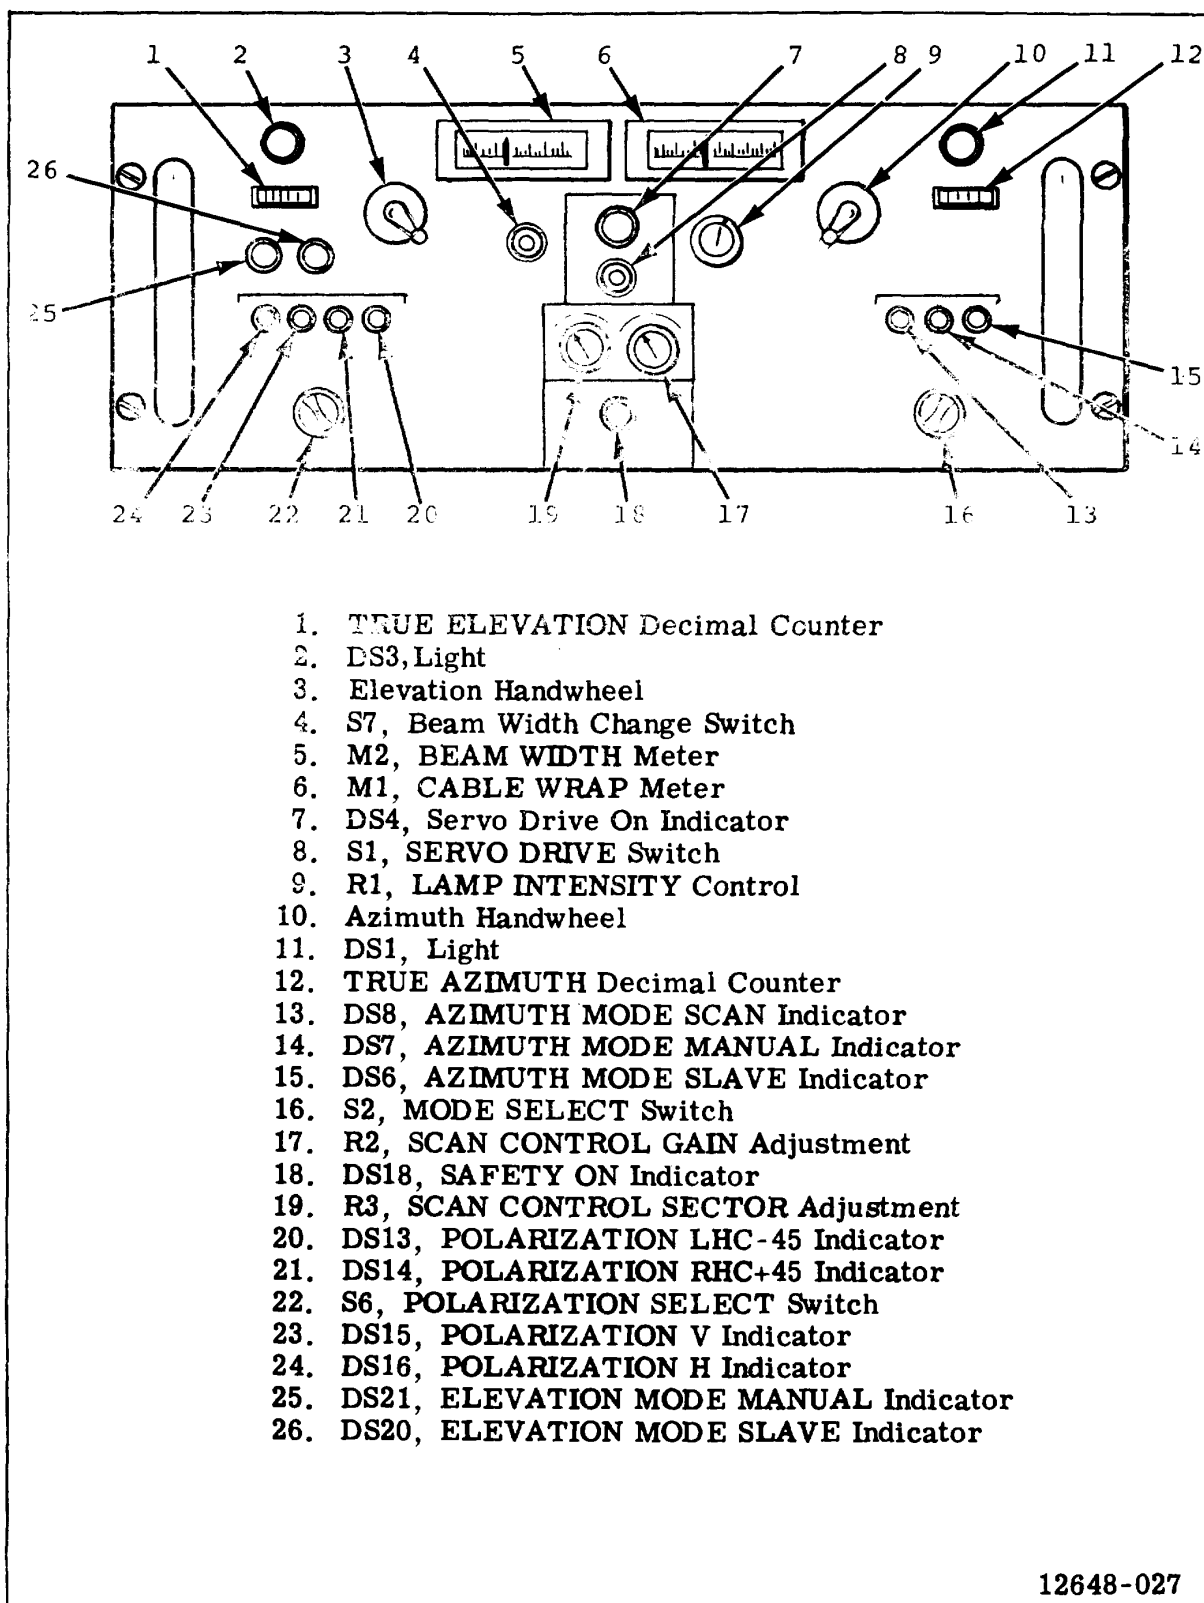 1 2 3 4 5 6 7 8 9 10 11 12
26
25
15
14
24 23 22 21 20 19 18 17 16 13
1. TRUE ELEVATION Decimal Counter
2. DS3, Light
3. Elevation Handwheel
4. S7, Beam Width Change Switch
5. M2, BEAM WIDTH Meter
6. M1, CABLE WRAP Meter
7. DS4, Servo Drive On Indicator
8. S1, SERVO DRIVE Switch
9. R1, LAMP INTENSITY Control
10. Azimuth Handwheel
11. DS1, Light
12. TRUE AZIMUTH Decimal Counter
13. DS8, AZIMUTH MODE SCAN Indicator
14. DS7, AZIMUTH MODE MANUAL Indicator
15. DS6, AZIMUTH MODE SLAVE Indicator
16. S2, MODE SELECT Switch
17. R2, SCAN CONTROL GAIN Adjustment
18. DS18, SAFETY ON Indicator
19. R3, SCAN CONTROL SECTOR Adjustment
20. DS13, POLARIZATION LHC-45 Indicator
21. DS14, POLARIZATION RHC+45 Indicator
22. S6, POLARIZATION SELECT Switch
23. DS15, POLARIZATION V Indicator
24. DS16, POLARIZATION H Indicator
25. DS21, ELEVATION MODE MANUAL Indicator
26. DS20, ELEVATION MODE SLAVE Indicator
12648-027